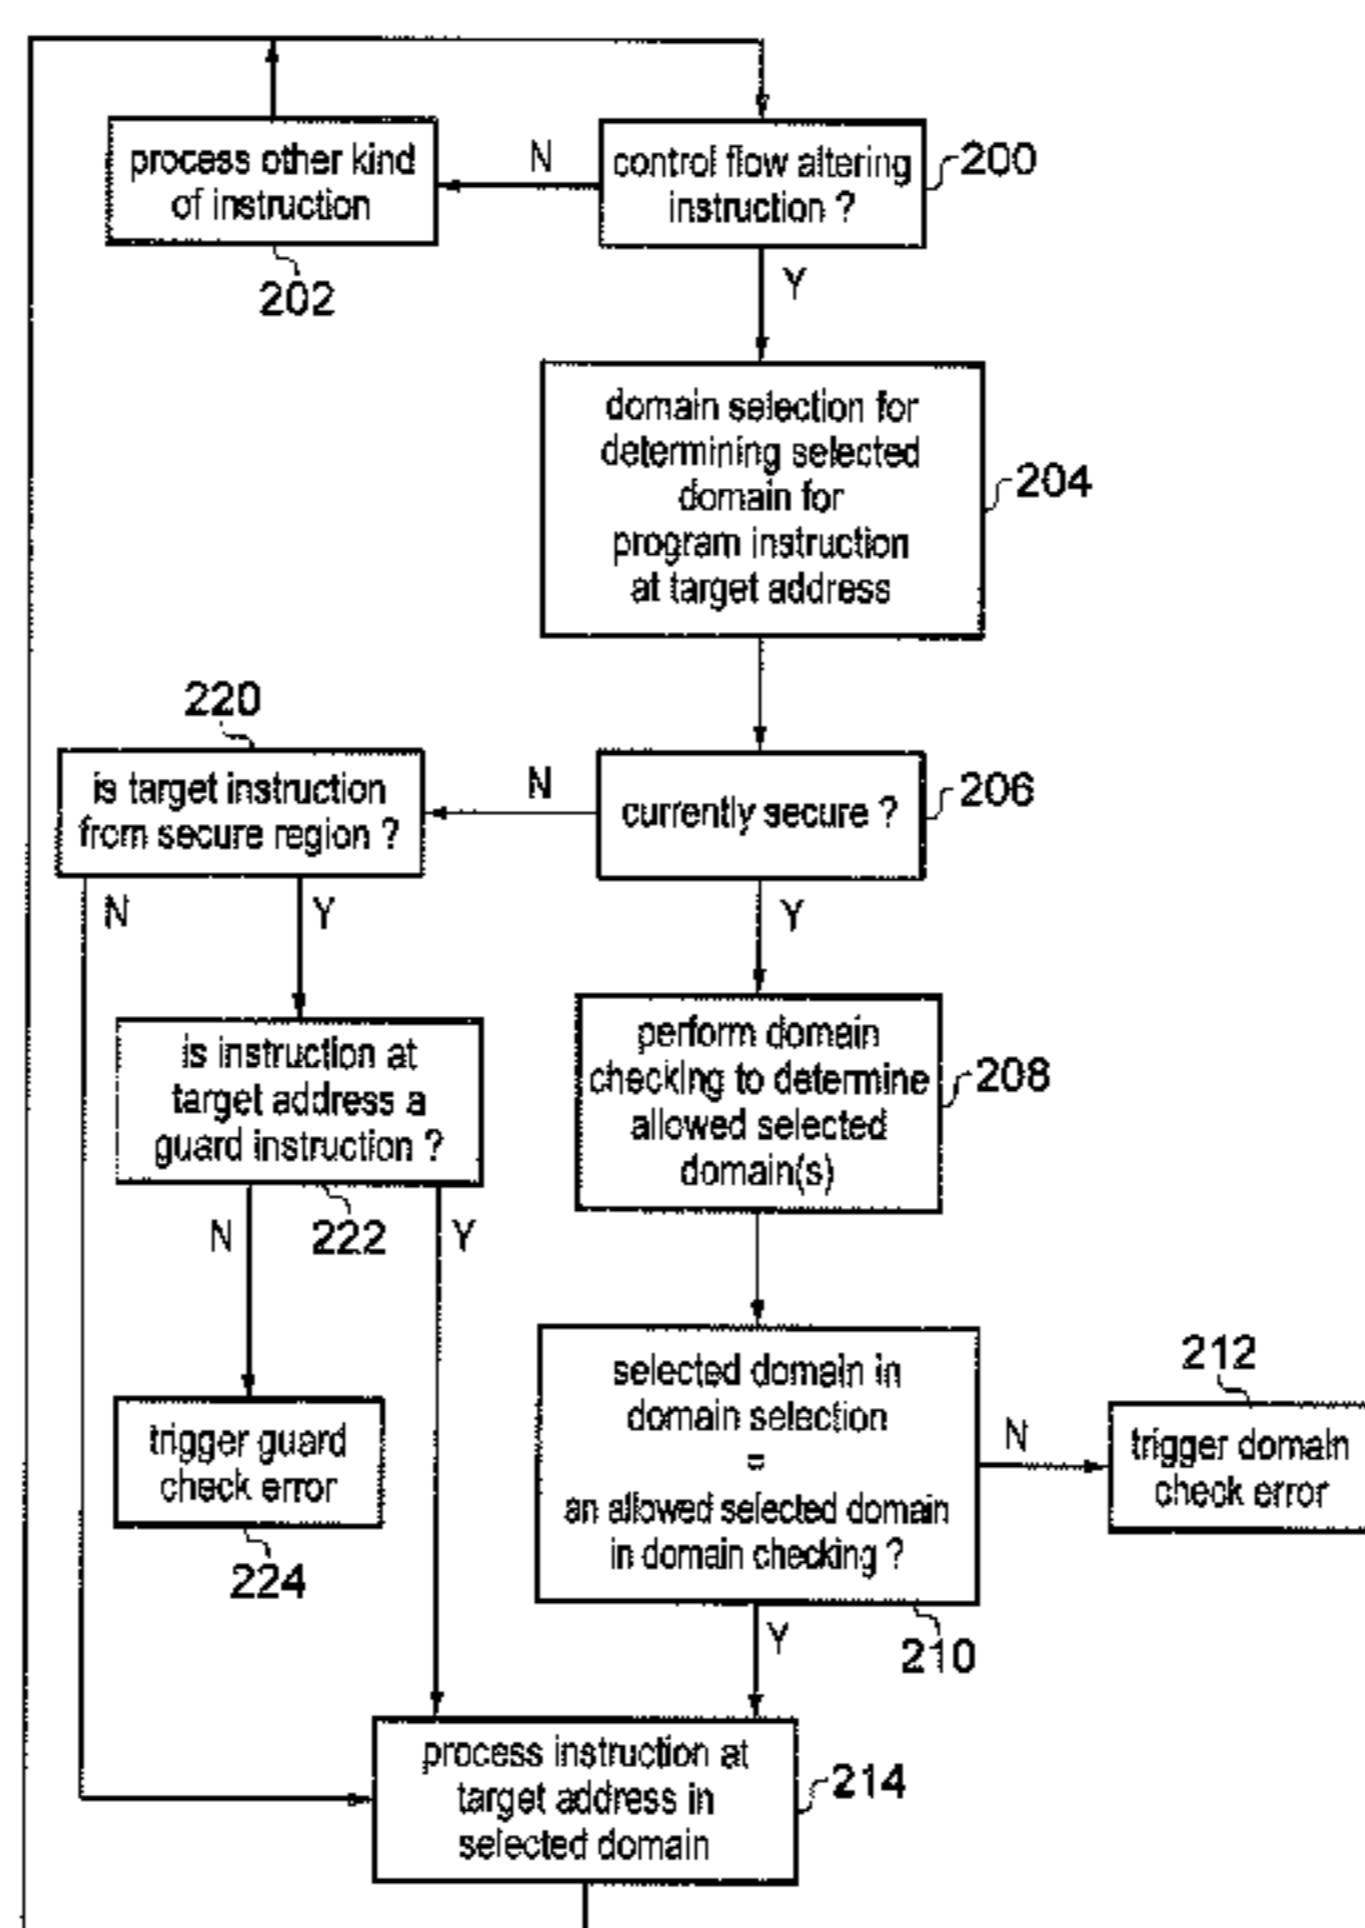 process other kind
of instruction
202
N
control flow altering
instruction ?
200
Y
domain selection for
determining selected
domain for
program instruction
at target address
204
220
is target instruction
from secure region ?
N
currently secure ?
206
N
Y
Y
is instruction at
target address a
guard instruction ?
222
perform domain
checking to determine
allowed selected
domain(s)
208
N
Y
trigger guard
check error
224
selected domain in
domain selection
=
an allowed selected domain
in domain checking ?
210
N
212
trigger domain
check error
Y
process instruction at
target address in
selected domain
214